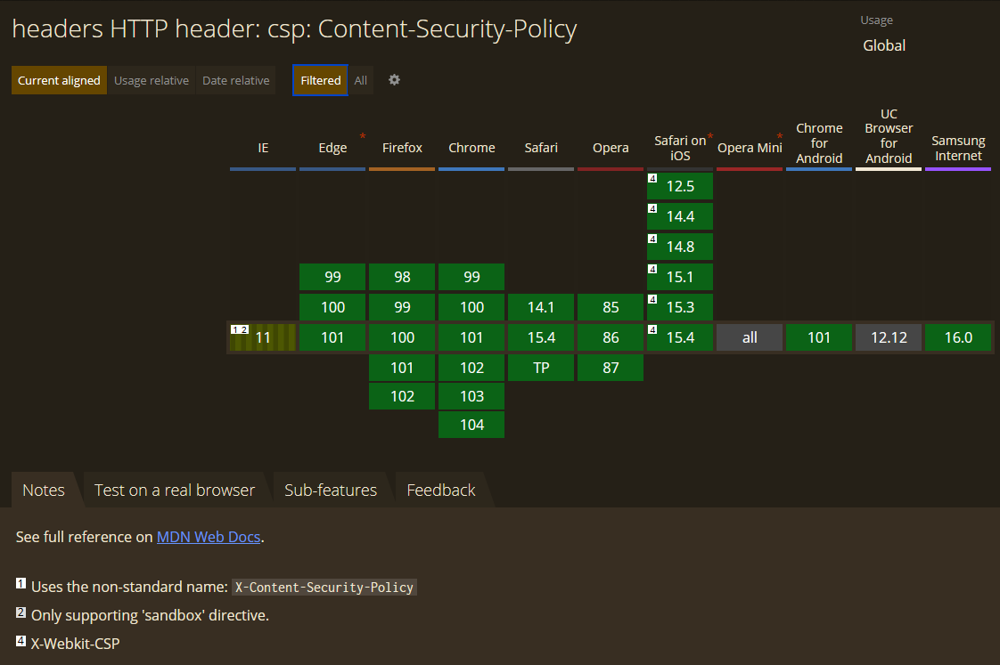 headers HTTP header: csp: Content-Security-Policy
Usage
Global
Current aligned Usage relative Date relative Filtered All
IE Edge * Firefox Chrome Safari Opera Safari on iOS * Opera Mini * Chrome for Android UC Browser for Android Samsung Internet
4 12.5
4 14.4
4 14.8
99 98 99 4 15.1
100 99 100 14.1 85 4 15.3
1 2 11 101 100 101 15.4 86 4 15.4 all 101 12.12 16.0
101 102 TP 87
102 103
104
Notes Test on a real browser Sub-features Feedback
See full reference on MDN Web Docs.
1 Uses the non-standard name: X-Content-Security-Policy
2 Only supporting 'sandbox' directive.
4 X-Webkit-CSP